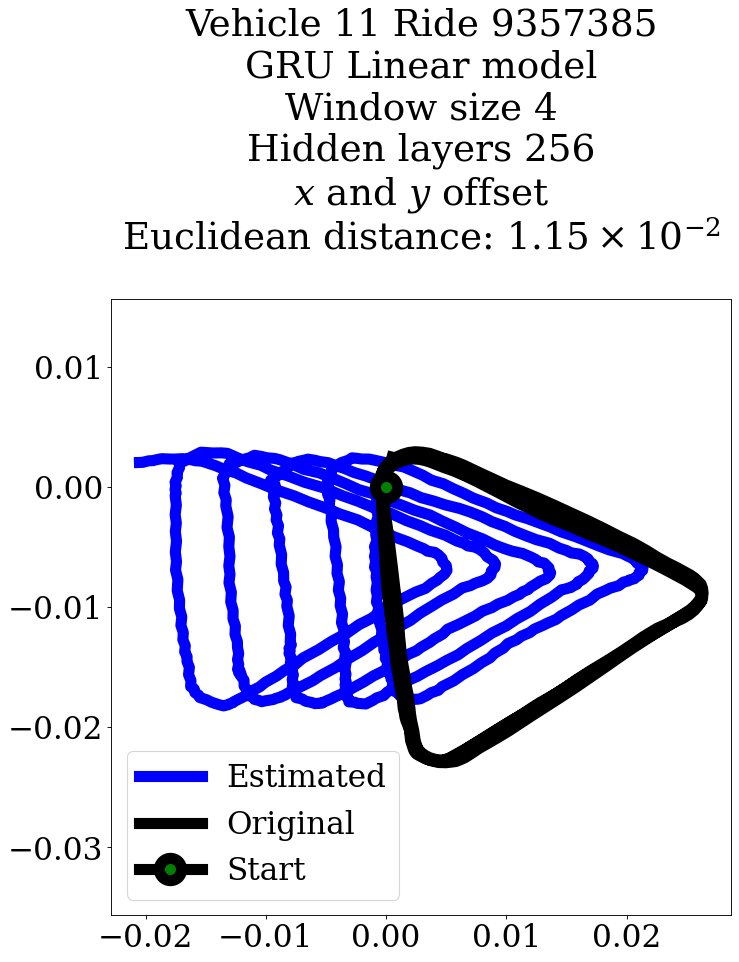 Vehicle 11 Ride 9357385
GRU Linear model
Window size 4
Hidden layers 256
x and y offset
Euclidean distance: 1.15 × 10⁻²
0.01
0.00
−0.01
−0.02
−0.03
Estimated
Original
Start
−0.02 −0.01 0.00 0.01 0.02